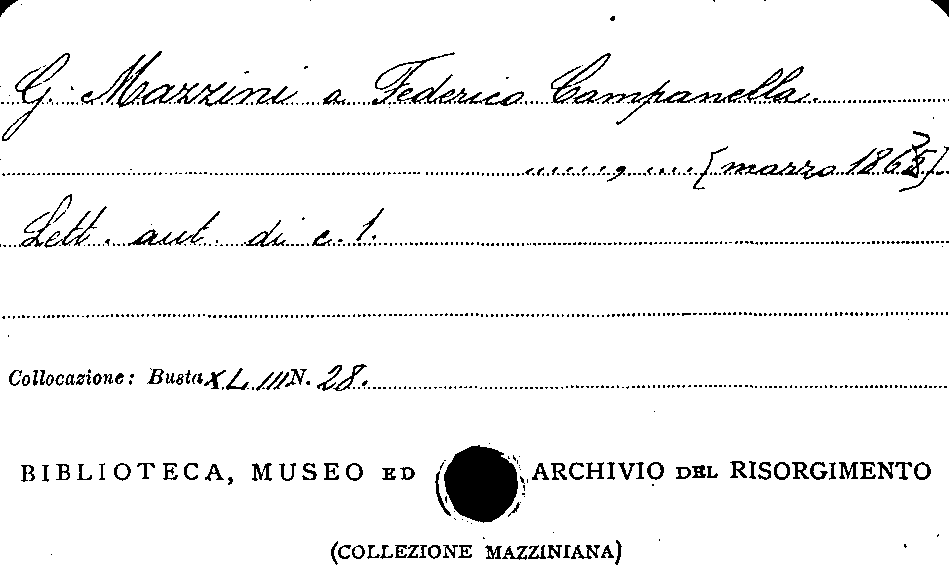 G. Mazzini a Federico Campanella.
......, .... [marzo 186
Lett. aut. di c. 1.
Collocazione: Busta XLIII N. 28.
BIBLIOTECA, MUSEO ED ARCHIVIO DEL RISORGIMENTO
(COLLEZIONE MAZZINIANA)